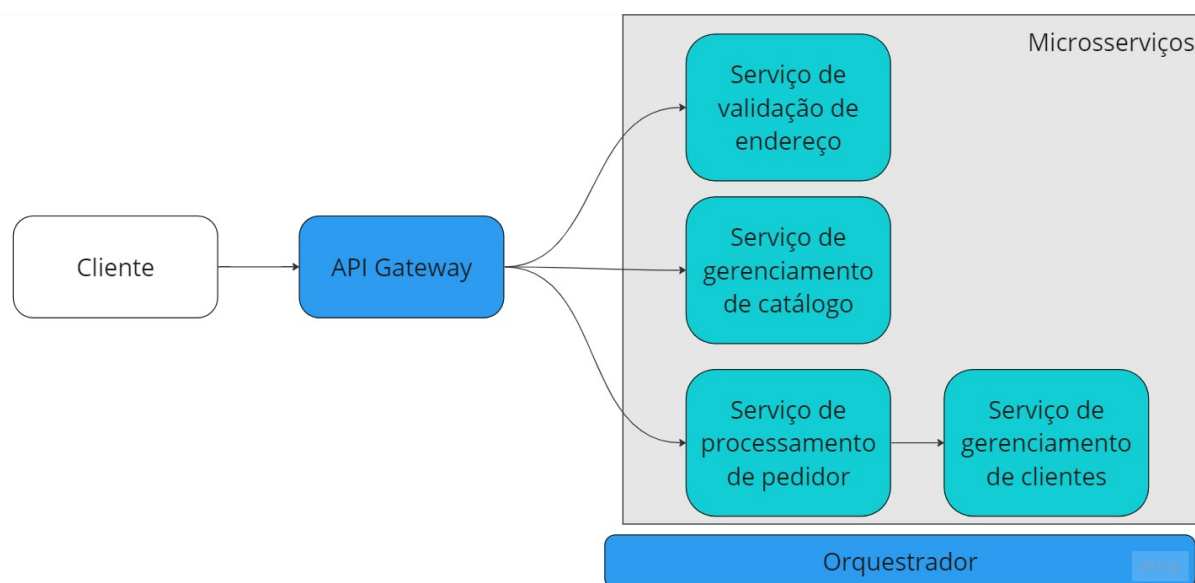 Microsserviços
Serviço de
validação de
endereço
Cliente
API Gateway
Serviço de
gerenciamento
de catálogo
Serviço de
processamento
de pedidor
Serviço de
gerenciamento
de clientes
Orquestrador